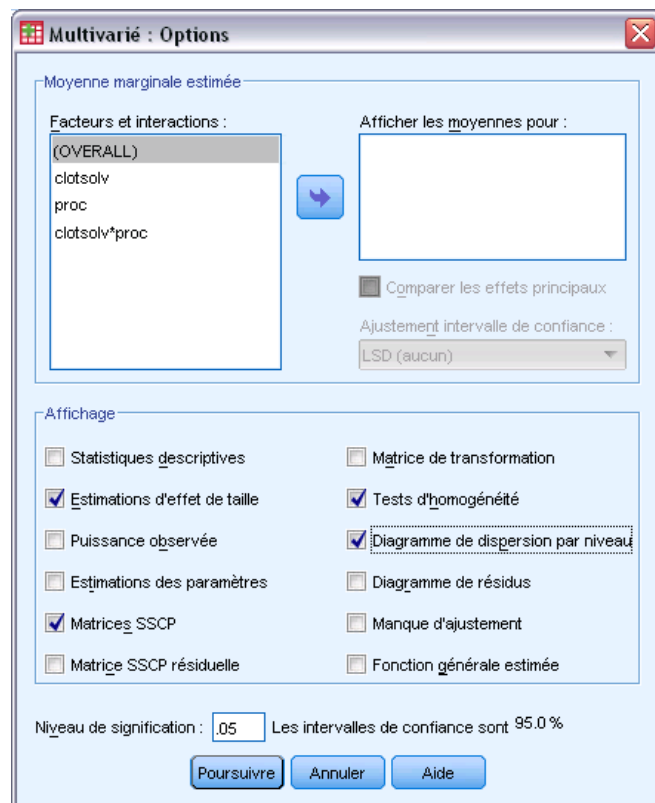 Multivarié : Options
Moyenne marginale estimée
Facteurs et interactions :
(OVERALL)
clotsolv
proc
clotsolv*proc
Afficher les moyennes pour :
Comparer les effets principaux
Ajustement intervalle de confiance :
LSD (aucun)
Affichage
Statistiques descriptives
Matrice de transformation
Estimations d'effet de taille
Tests d'homogénéité
Puissance observée
Diagramme de dispersion par niveau
Estimations des paramètres
Diagramme de résidus
Matrices SSCP
Manque d'ajustement
Matrice SSCP résiduelle
Fonction générale estimée
Niveau de signification : .05 Les intervalles de confiance sont 95.0 %
Poursuivre Annuler Aide